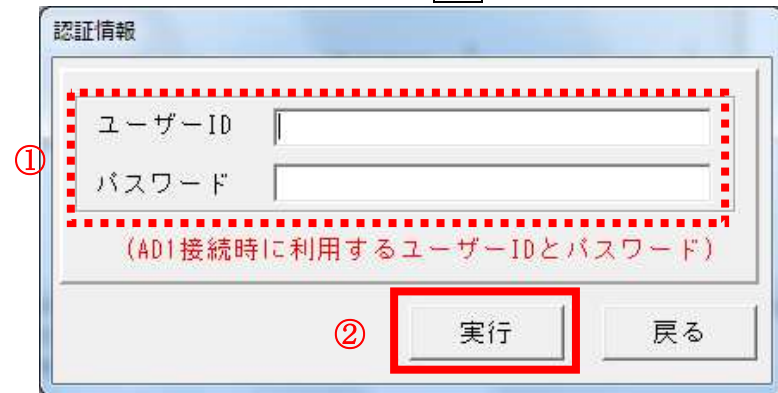 認証情報
①
ユーザーID
パスワード
(AD1接続時に利用するユーザーIDとパスワード)
②
実行
戻る